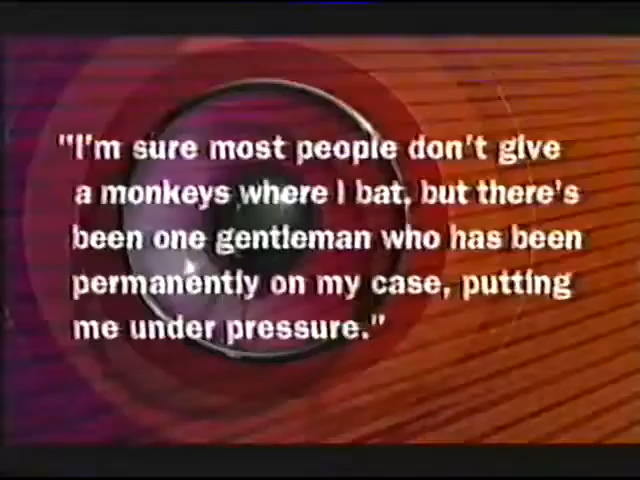 "I'm sure most people don't give
a monkeys where I bat, but there's
been one gentleman who has been
permanently on my case, putting
me under pressure."